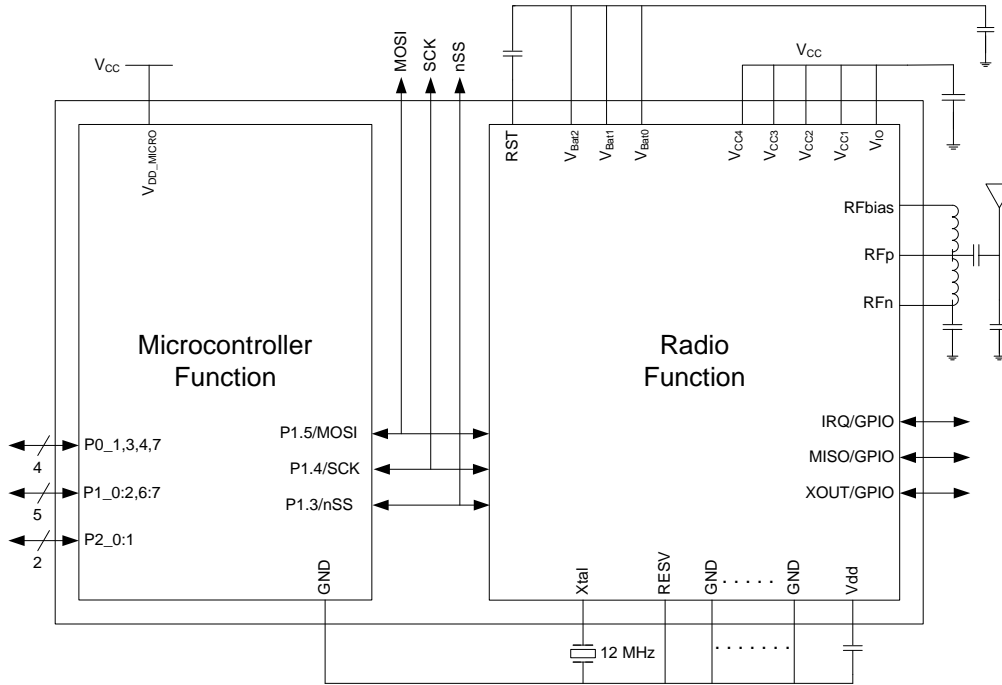 MOSI
SCK
nSS
VCC
VCC
VDD_MICRO
RST
VBat2
VBat1
VBat0
VCC4
VCC3
VCC2
VCC1
VIO
RFbias
RFp
RFn
Microcontroller
Function
Radio
Function
P1.5/MOSI
P1.4/SCK
P1.3/nSS
P0_1,3,4,7
4
P1_0:2,6:7
5
P2_0:1
2
IRQ/GPIO
MISO/GPIO
XOUT/GPIO
GND
Xtal
RESV
GND
. . . . .
GND
Vdd
12 MHz
. . . . . . .